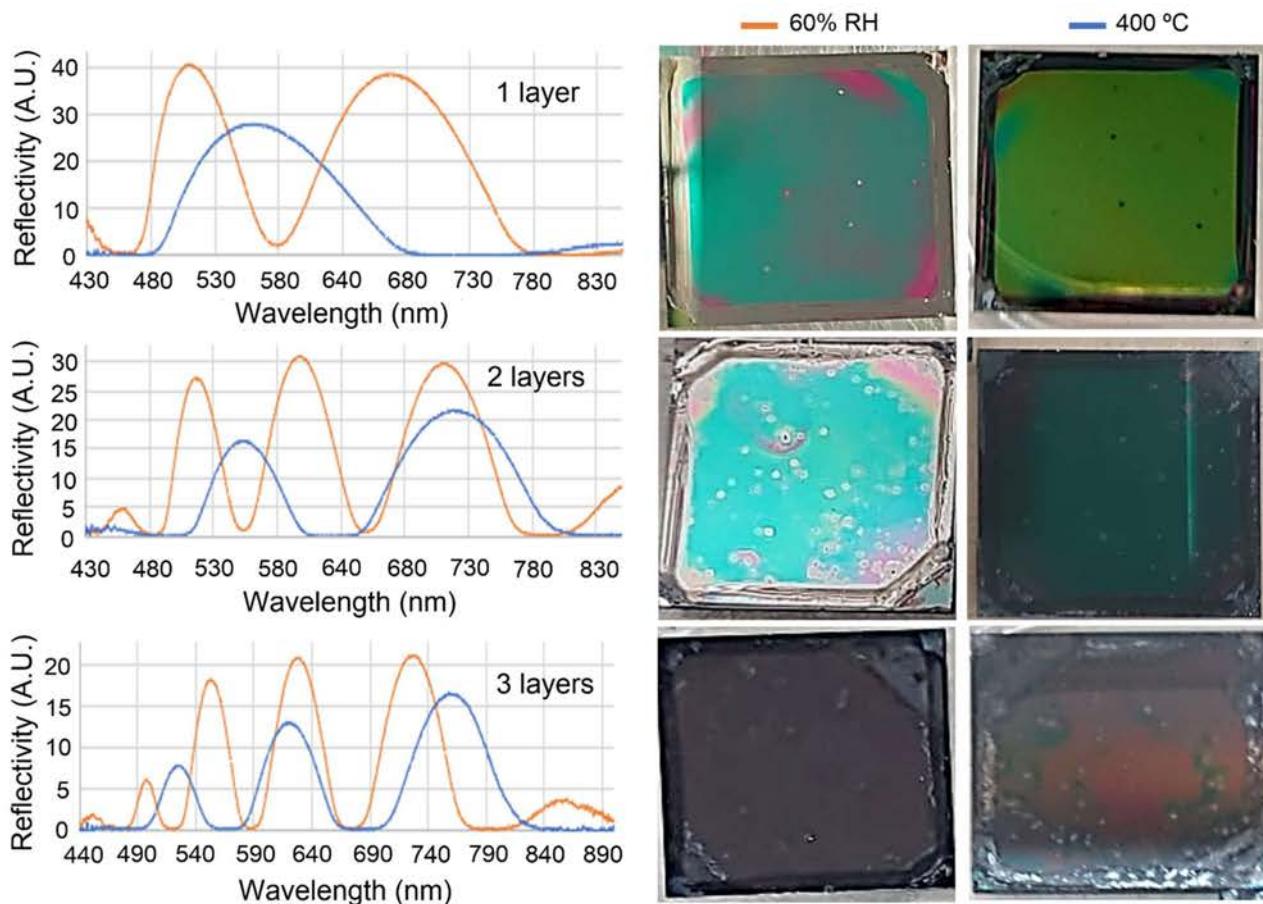 60% RH
400 ºC
Reflectivity (A.U.)
40
30
20
10
0
1 layer
430 480 530 580 640 680 730 780 830
Wavelength (nm)
Reflectivity (A.U.)
30
25
20
15
10
5
0
2 layers
430 480 530 580 640 680 730 780 830
Wavelength (nm)
Reflectivity (A.U.)
20
15
10
5
0
3 layers
440 490 540 590 640 690 740 790 840 890
Wavelength (nm)